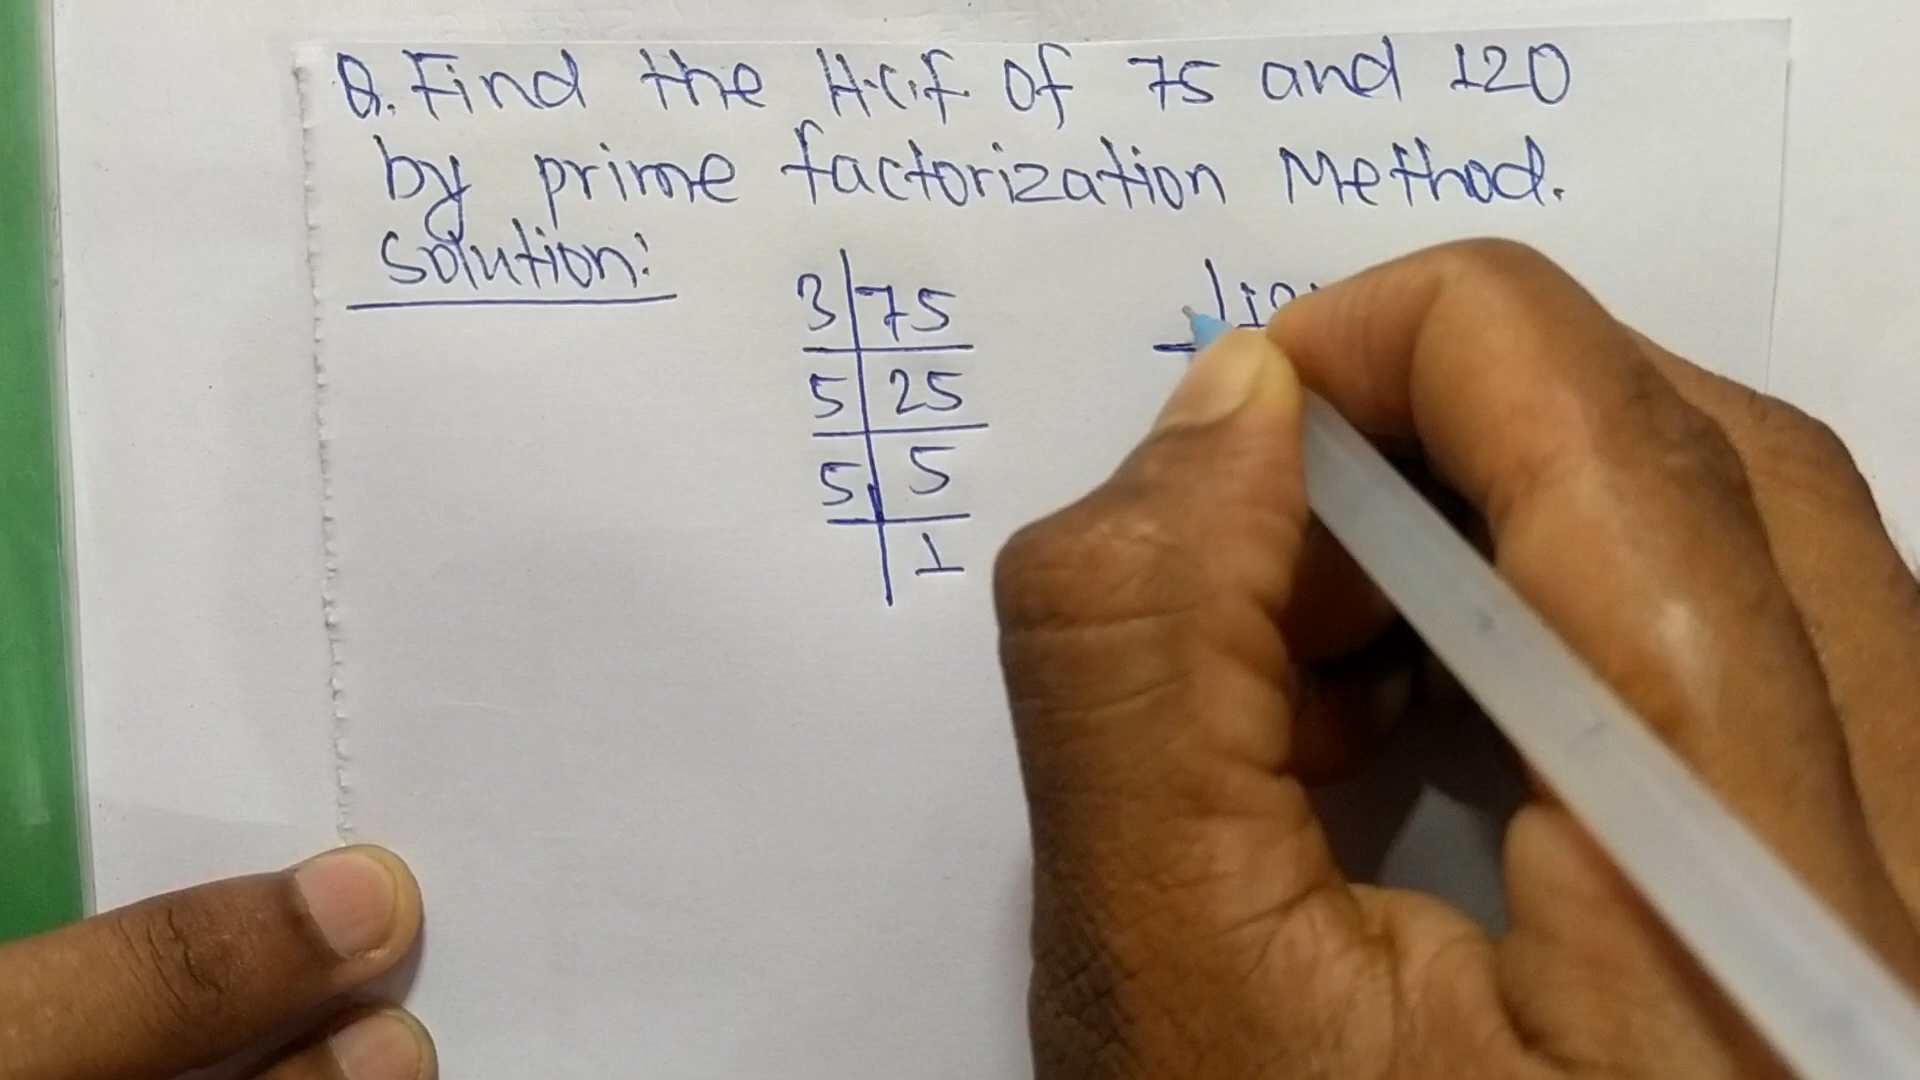 Q. Find the H.C.f of 75 and 120
by prime factorization Method.
Solution:
3 75
5 25
5 5
1